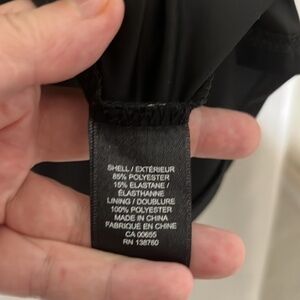 SHELL / EXTÉRIEUR
85% POLYESTER
15% ELASTANE /
ÉLASTHANNE
LINING / DOUBLURE
100% POLYESTER
MADE IN CHINA
FABRIQUÉ EN CHINE
CA 00655
RN 138760